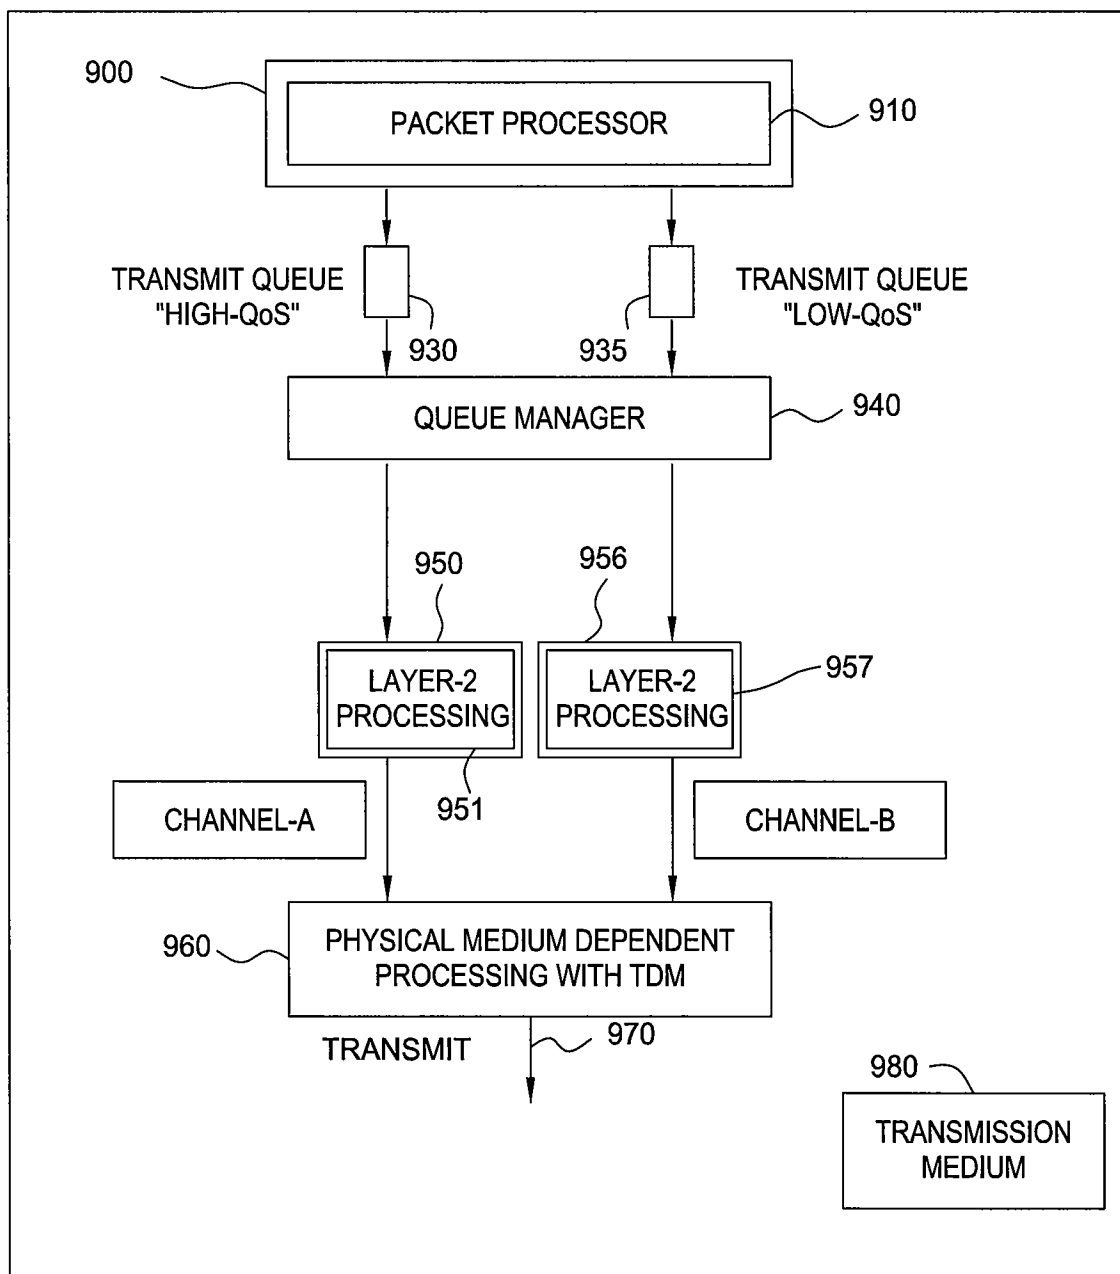 900
PACKET PROCESSOR
910
TRANSMIT QUEUE
"HIGH-QoS"
930
935
TRANSMIT QUEUE
"LOW-QoS"
QUEUE MANAGER
940
950
956
LAYER-2
PROCESSING
951
LAYER-2
PROCESSING
957
CHANNEL-A
CHANNEL-B
960
PHYSICAL MEDIUM DEPENDENT
PROCESSING WITH TDM
TRANSMIT
970
980
TRANSMISSION
MEDIUM